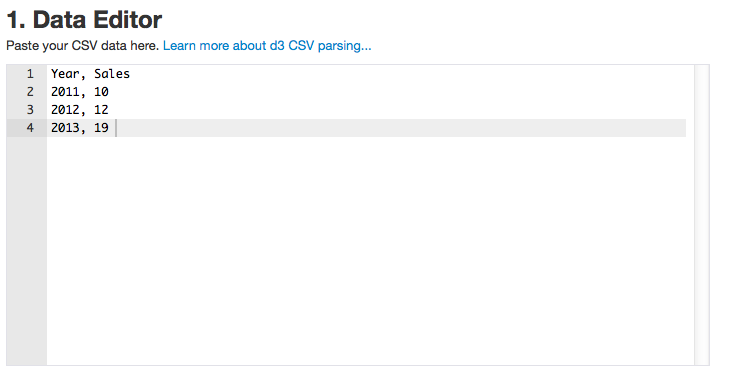 1. Data Editor
Paste your CSV data here. Learn more about d3 CSV parsing...
1 Year, Sales
2 2011, 10
3 2012, 12
4 2013, 19